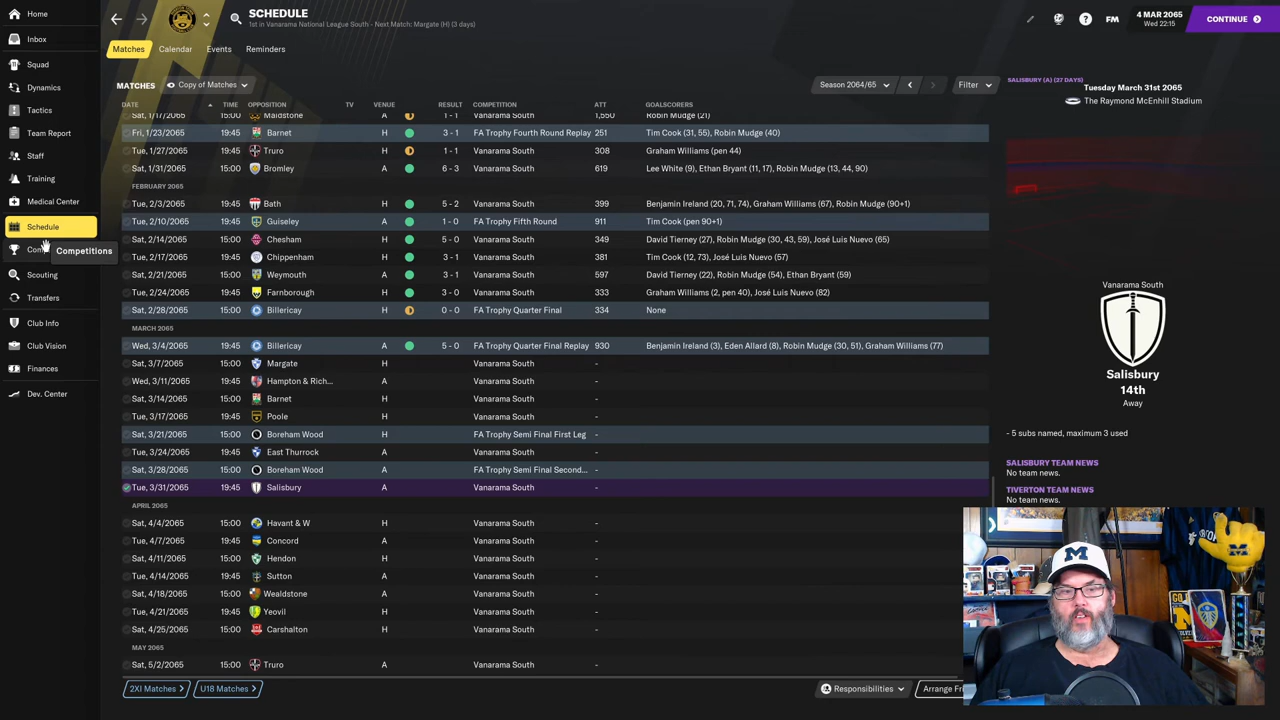 Home
Inbox
Squad
Dynamics
Tactics
Team Report
Staff
Training
Medical Center
Schedule
Competitions
Scouting
Transfers
Club Info
Club Vision
Finances
Dev. Center
SCHEDULE
1st in Vanarama National League South - Next Match: Margate (H) (3 days)
FM
4 MAR 2065
Wed 22:15
CONTINUE
Matches Calendar Events Reminders
MATCHES Copy of Matches Season 2064/65 Filter
DATE TIME OPPOSITION TV VENUE RESULT COMPETITION ATT GOALSCORERS
Sat, 1/17/2065 15:00 Maidstone A 1 - 1 Vanarama South 1,550 Robin Mudge (21)
Fri, 1/23/2065 19:45 Barnet H 3 - 1 FA Trophy Fourth Round Replay 251 Tim Cook (31, 55), Robin Mudge (40)
Tue, 1/27/2065 19:45 Truro H 1 - 1 Vanarama South 308 Graham Williams (pen 44)
Sat, 1/31/2065 15:00 Bromley A 6 - 3 Vanarama South 619 Lee White (9), Ethan Bryant (11, 17), Robin Mudge (13, 44, 90)
FEBRUARY 2065
Tue, 2/3/2065 19:45 Bath H 5 - 2 Vanarama South 399 Benjamin Ireland (20, 71, 74), Graham Williams (67), Robin Mudge (90+1)
Tue, 2/10/2065 19:45 Guiseley A 1 - 0 FA Trophy Fifth Round 911 Tim Cook (pen 90+1)
Sat, 2/14/2065 15:00 Chesham H 5 - 0 Vanarama South 349 David Tierney (27), Robin Mudge (30, 43, 59), José Luis Nuevo (65)
Tue, 2/17/2065 19:45 Chippenham H 3 - 1 Vanarama South 381 Tim Cook (12, 73), José Luis Nuevo (57)
Sat, 2/21/2065 15:00 Weymouth A 3 - 1 Vanarama South 597 David Tierney (22), Robin Mudge (54), Ethan Bryant (59)
Tue, 2/24/2065 19:45 Farnborough H 3 - 0 Vanarama South 333 Graham Williams (2, pen 40), José Luis Nuevo (82)
Sat, 2/28/2065 15:00 Billericay H 0 - 0 FA Trophy Quarter Final 334 None
MARCH 2065
Wed, 3/4/2065 19:45 Billericay A 5 - 0 FA Trophy Quarter Final Replay 930 Benjamin Ireland (3), Eden Allard (8), Robin Mudge (30, 51), Graham Williams (77)
Sat, 3/7/2065 15:00 Margate H Vanarama South -
Wed, 3/11/2065 19:45 Hampton & Rich... A Vanarama South -
Sat, 3/14/2065 15:00 Barnet H Vanarama South -
Tue, 3/17/2065 19:45 Poole H Vanarama South -
Sat, 3/21/2065 15:00 Boreham Wood H FA Trophy Semi Final First Leg -
Tue, 3/24/2065 19:45 East Thurrock A Vanarama South -
Sat, 3/28/2065 15:00 Boreham Wood A FA Trophy Semi Final Second... -
Tue, 3/31/2065 19:45 Salisbury A Vanarama South -
APRIL 2065
Sat, 4/4/2065 15:00 Havant & W H Vanarama South -
Tue, 4/7/2065 19:45 Concord A Vanarama South -
Sat, 4/11/2065 15:00 Hendon H Vanarama South -
Tue, 4/14/2065 19:45 Sutton A Vanarama South -
Sat, 4/18/2065 15:00 Wealdstone A Vanarama South -
Tue, 4/21/2065 19:45 Yeovil H Vanarama South -
Sat, 4/25/2065 15:00 Carshalton H Vanarama South -
MAY 2065
Sat, 5/2/2065 15:00 Truro A Vanarama South -
2XI Matches U18 Matches Responsibilities Arrange Fri
SALISBURY (A) (27 DAYS)
Tuesday March 31st 2065
The Raymond McEnhill Stadium
Vanarama South
Salisbury
14th
Away
- 5 subs named, maximum 3 used
SALISBURY TEAM NEWS
No team news.
TIVERTON TEAM NEWS
No team news.
M